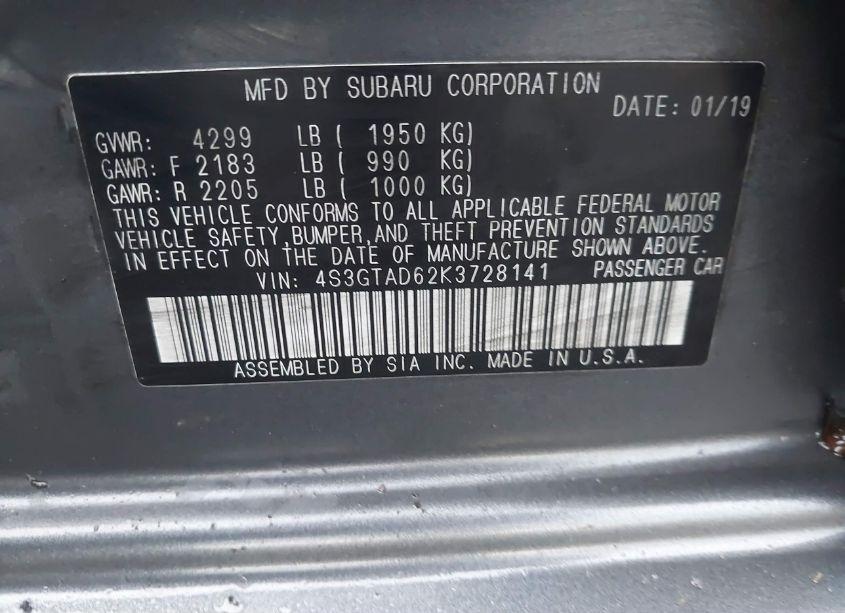 MFD BY SUBARU CORPORATION
DATE: 01/19
GVWR: 4299 LB ( 1950 KG)
GAWR: F 2183 LB ( 990 KG)
GAWR: R 2205 LB ( 1000 KG)
THIS VEHICLE CONFORMS TO ALL APPLICABLE FEDERAL MOTOR
VEHICLE SAFETY,BUMPER,AND THEFT PREVENTION STANDARDS
IN EFFECT ON THE DATE OF MANUFACTURE SHOWN ABOVE.
VIN: 4S3GTAD62K3728141 PASSENGER CAR
ASSEMBLED BY SIA INC. MADE IN U.S.A.